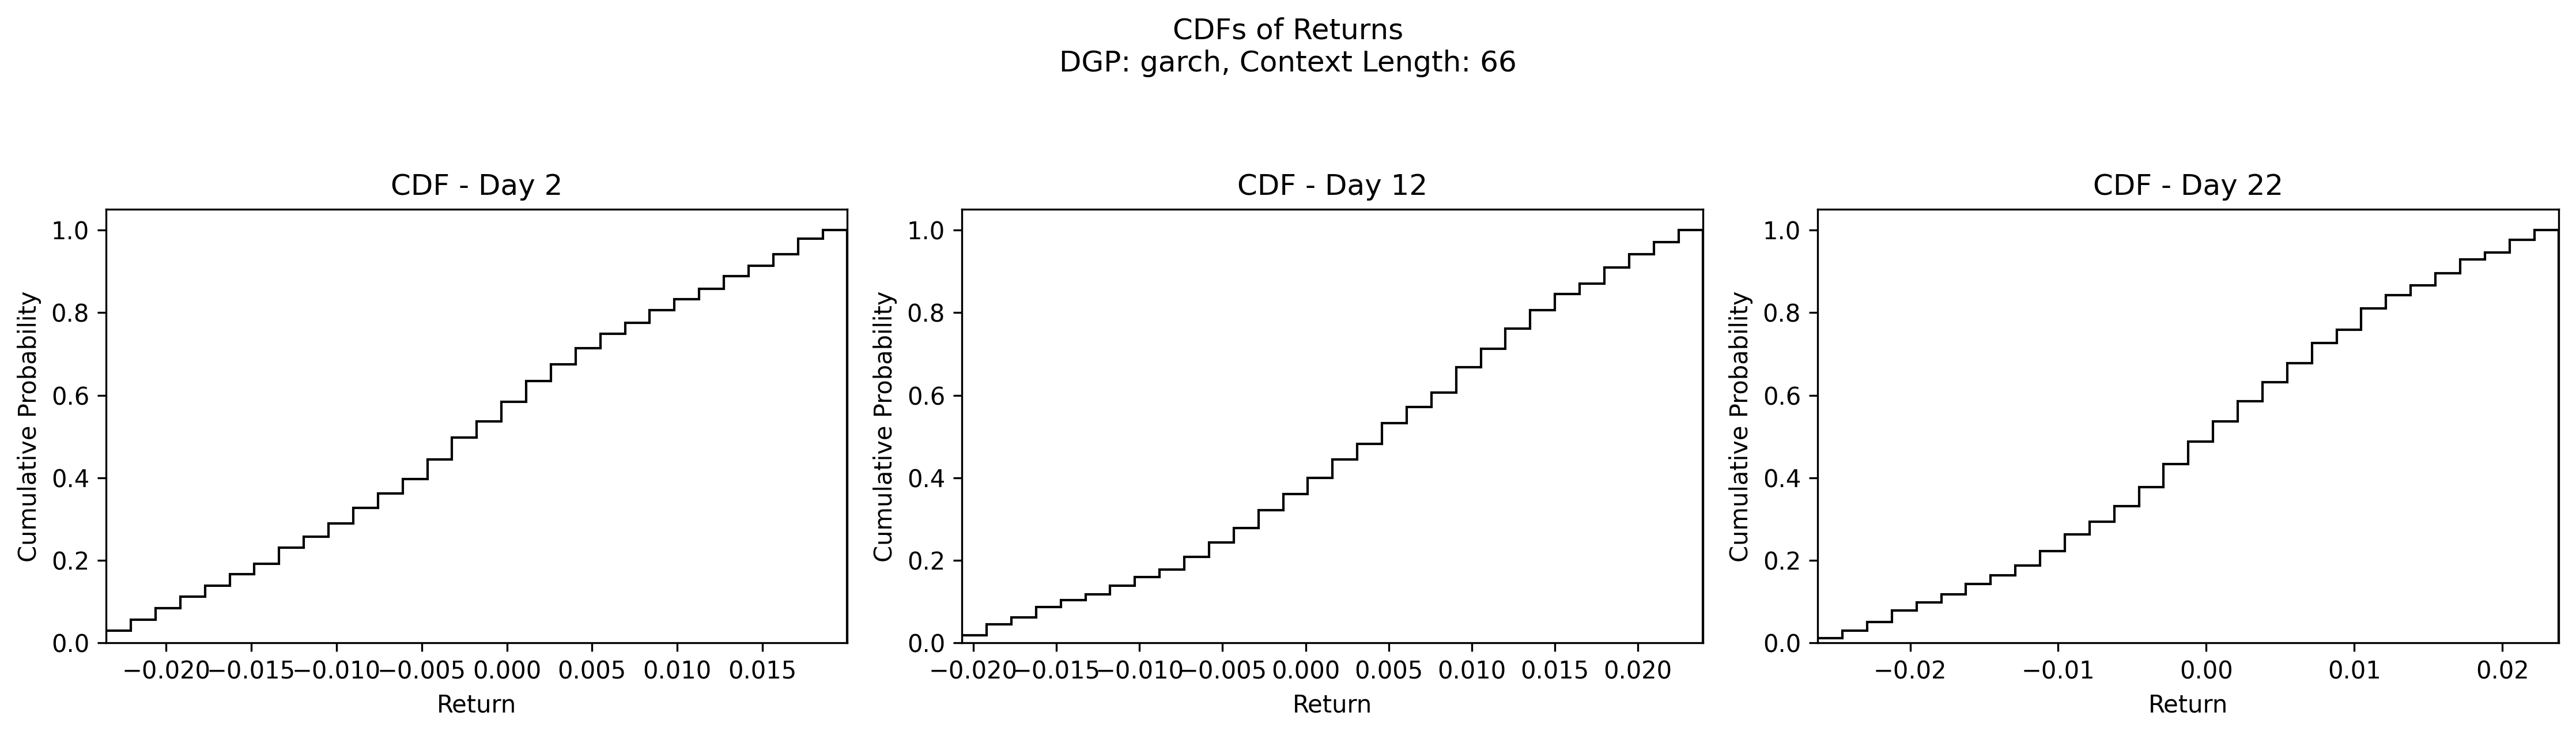 CDFs of Returns
DGP: garch, Context Length: 66
CDF - Day 2
1.0
0.8
0.6
0.4
0.2
0.0
Cumulative Probability
−0.020 −0.015 −0.010 −0.005 0.000 0.005 0.010 0.015
Return
CDF - Day 12
1.0
0.8
0.6
0.4
0.2
0.0
Cumulative Probability
−0.020 −0.015 −0.010 −0.005 0.000 0.005 0.010 0.015 0.020
Return
CDF - Day 22
1.0
0.8
0.6
0.4
0.2
0.0
Cumulative Probability
−0.02 −0.01 0.00 0.01 0.02
Return